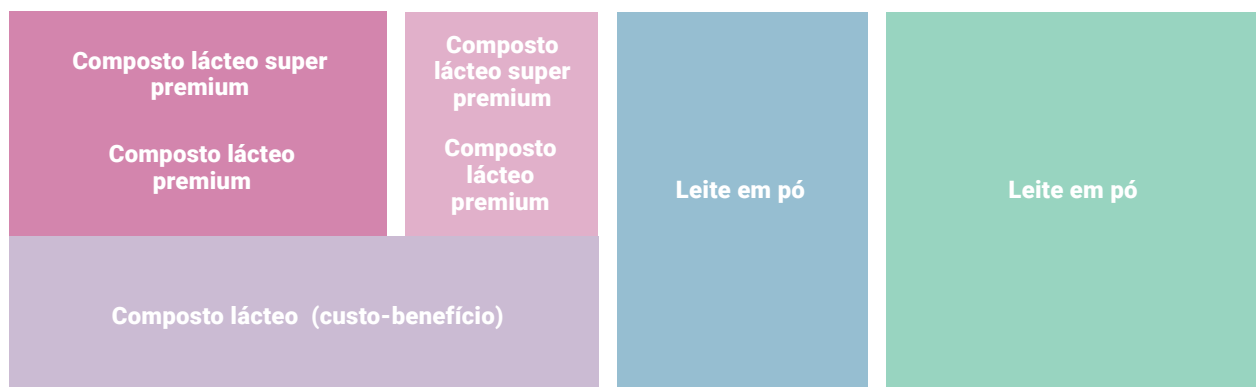 Composto lácteo super
premium
Composto lácteo
premium
Composto
lácteo super
premium
Composto
lácteo
premium
Composto lácteo (custo-benefício)
Leite em pó
Leite em pó